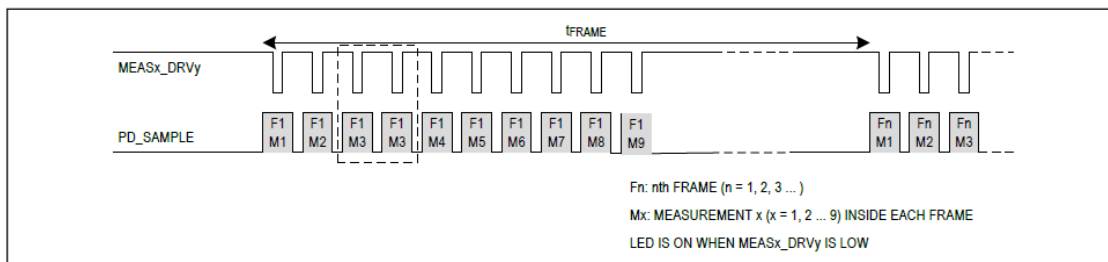 tFRAME
MEASx_DRVy
PD_SAMPLE
F1 F1 F1 F1 F1 F1 F1 F1 F1 F1 Fn Fn Fn
M1 M2 M3 M3 M4 M5 M6 M7 M8 M9 M1 M2 M3
Fn: nth FRAME (n = 1, 2, 3 ... )
Mx: MEASUREMENT x (x = 1, 2 ... 9) INSIDE EACH FRAME
LED IS ON WHEN MEASx_DRVy IS LOW